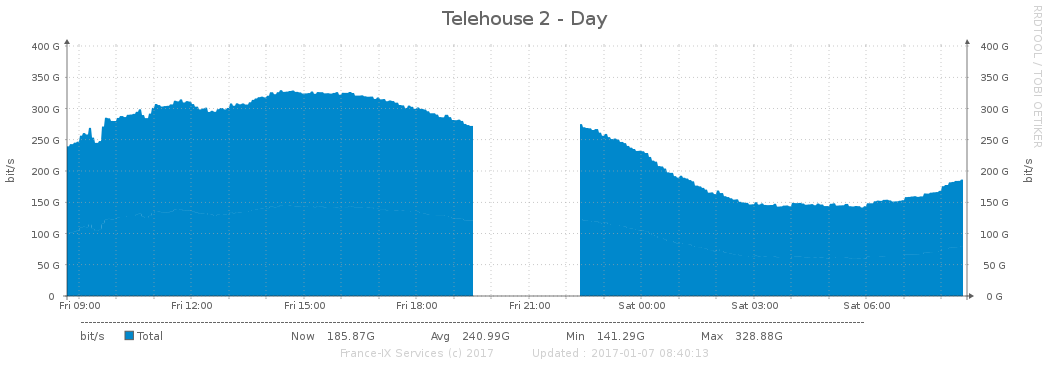 Telehouse 2 - Day
RRDTOOL / TOBI OETIKER
400 G 400 G
350 G 350 G
300 G 300 G
250 G 250 G
200 G 200 G
150 G 150 G
100 G 100 G
50 G 50 G
0 0 G
bit/s bit/s
Fri 09:00 Fri 12:00 Fri 15:00 Fri 18:00 Fri 21:00 Sat 00:00 Sat 03:00 Sat 06:00
bit/s Total Now 185.87G Avg 240.99G Min 141.29G Max 328.88G
France-IX Services (c) 2017 Updated : 2017-01-07 08:40:13